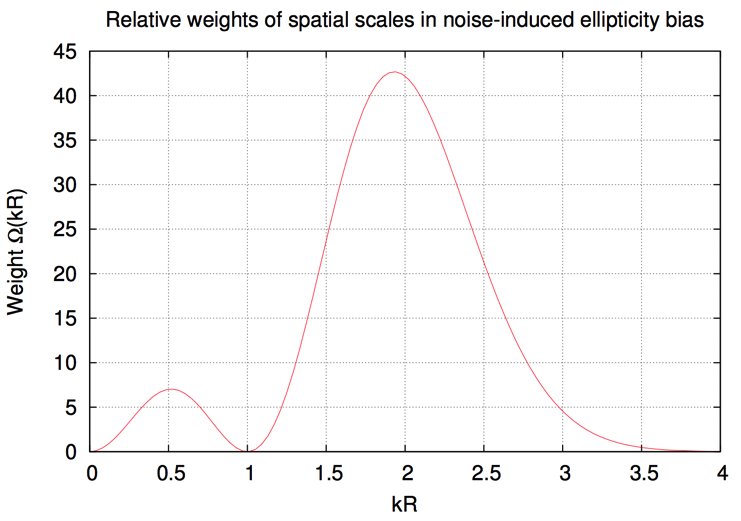 Relative weights of spatial scales in noise-induced ellipticity bias
45
40
35
30
25
20
15
10
5
0
Weight Ω(kR)
0 0.5 1 1.5 2 2.5 3 3.5 4
kR